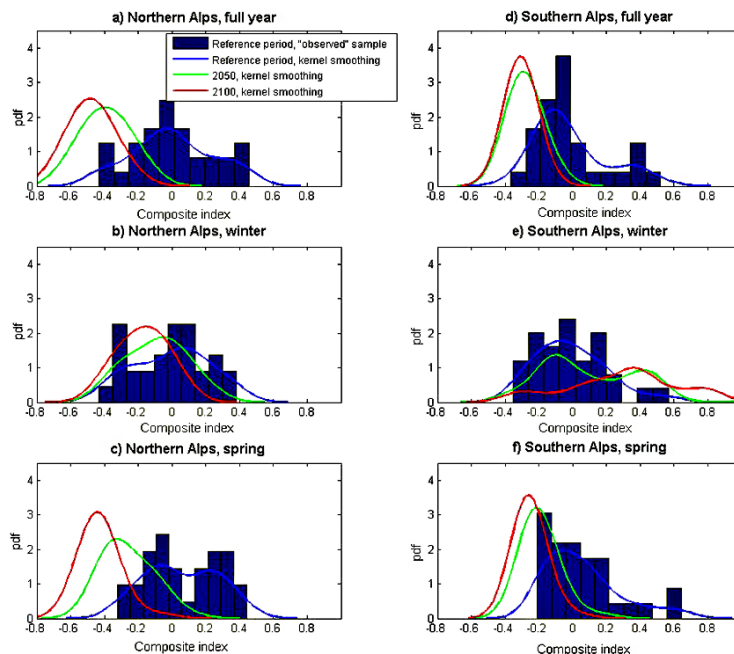 a) Northern Alps, full year
Reference period, "observed" sample
Reference period, kernel smoothing
2050, kernel smoothing
2100, kernel smoothing
pdf
4
3
2
1
0
-0.8 -0.6 -0.4 -0.2 0 0.2 0.4 0.6 0.8
Composite index
d) Southern Alps, full year
pdf
4
3
2
1
0
-0.8 -0.6 -0.4 -0.2 0 0.2 0.4 0.6 0.8
Composite index
b) Northern Alps, winter
pdf
4
3
2
1
0
-0.8 -0.6 -0.4 -0.2 0 0.2 0.4 0.6 0.8
Composite index
e) Southern Alps, winter
pdf
4
3
2
1
0
-0.8 -0.6 -0.4 -0.2 0 0.2 0.4 0.6 0.8
Composite index
c) Northern Alps, spring
pdf
4
3
2
1
0
-0.8 -0.6 -0.4 -0.2 0 0.2 0.4 0.6 0.8
Composite index
f) Southern Alps, spring
pdf
4
3
2
1
0
-0.8 -0.6 -0.4 -0.2 0 0.2 0.4 0.6 0.8
Composite index